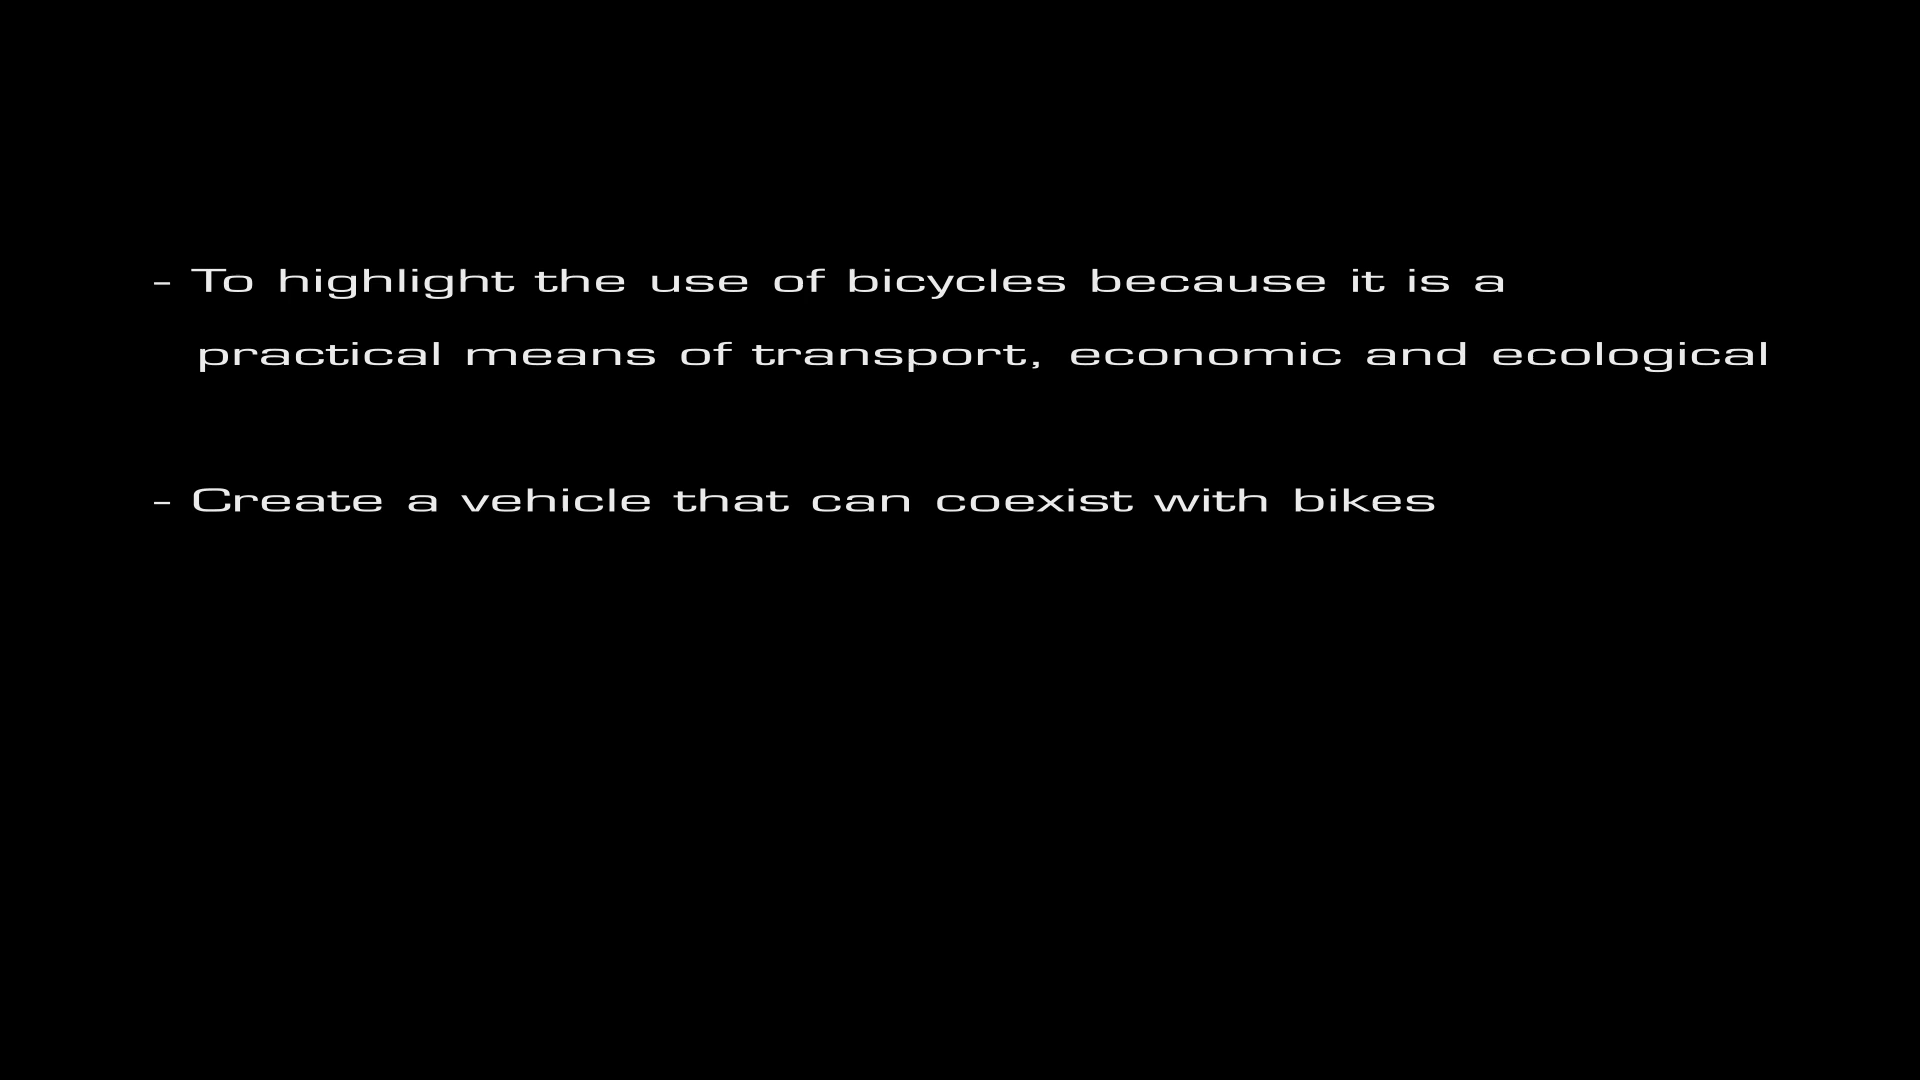 - To highlight the use of bicycles because it is a
practical means of transport, economic and ecological
- Create a vehicle that can coexist with bikes